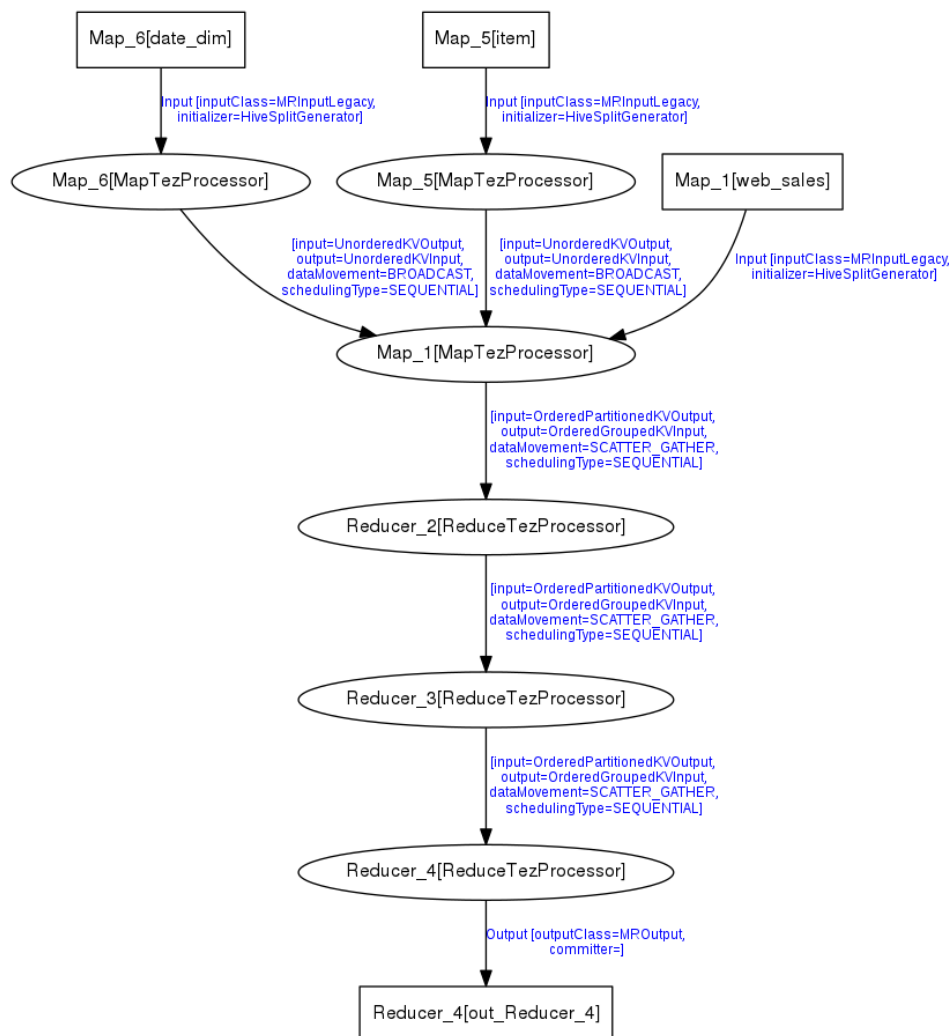 Map_6[date_dim]
Map_5[item]
Input [inputClass=MRInputLegacy,
initializer=HiveSplitGenerator]
Input [inputClass=MRInputLegacy,
initializer=HiveSplitGenerator]
Map_6[MapTezProcessor]
Map_5[MapTezProcessor]
Map_1[web_sales]
[input=UnorderedKVOutput,
output=UnorderedKVInput,
dataMovement=BROADCAST,
schedulingType=SEQUENTIAL]
[input=UnorderedKVOutput,
output=UnorderedKVInput,
dataMovement=BROADCAST,
schedulingType=SEQUENTIAL]
Input [inputClass=MRInputLegacy,
initializer=HiveSplitGenerator]
Map_1[MapTezProcessor]
[input=OrderedPartitionedKVOutput,
output=OrderedGroupedKVInput,
dataMovement=SCATTER_GATHER,
schedulingType=SEQUENTIAL]
Reducer_2[ReduceTezProcessor]
[input=OrderedPartitionedKVOutput,
output=OrderedGroupedKVInput,
dataMovement=SCATTER_GATHER,
schedulingType=SEQUENTIAL]
Reducer_3[ReduceTezProcessor]
[input=OrderedPartitionedKVOutput,
output=OrderedGroupedKVInput,
dataMovement=SCATTER_GATHER,
schedulingType=SEQUENTIAL]
Reducer_4[ReduceTezProcessor]
Output [outputClass=MROutput,
committer=]
Reducer_4[out_Reducer_4]